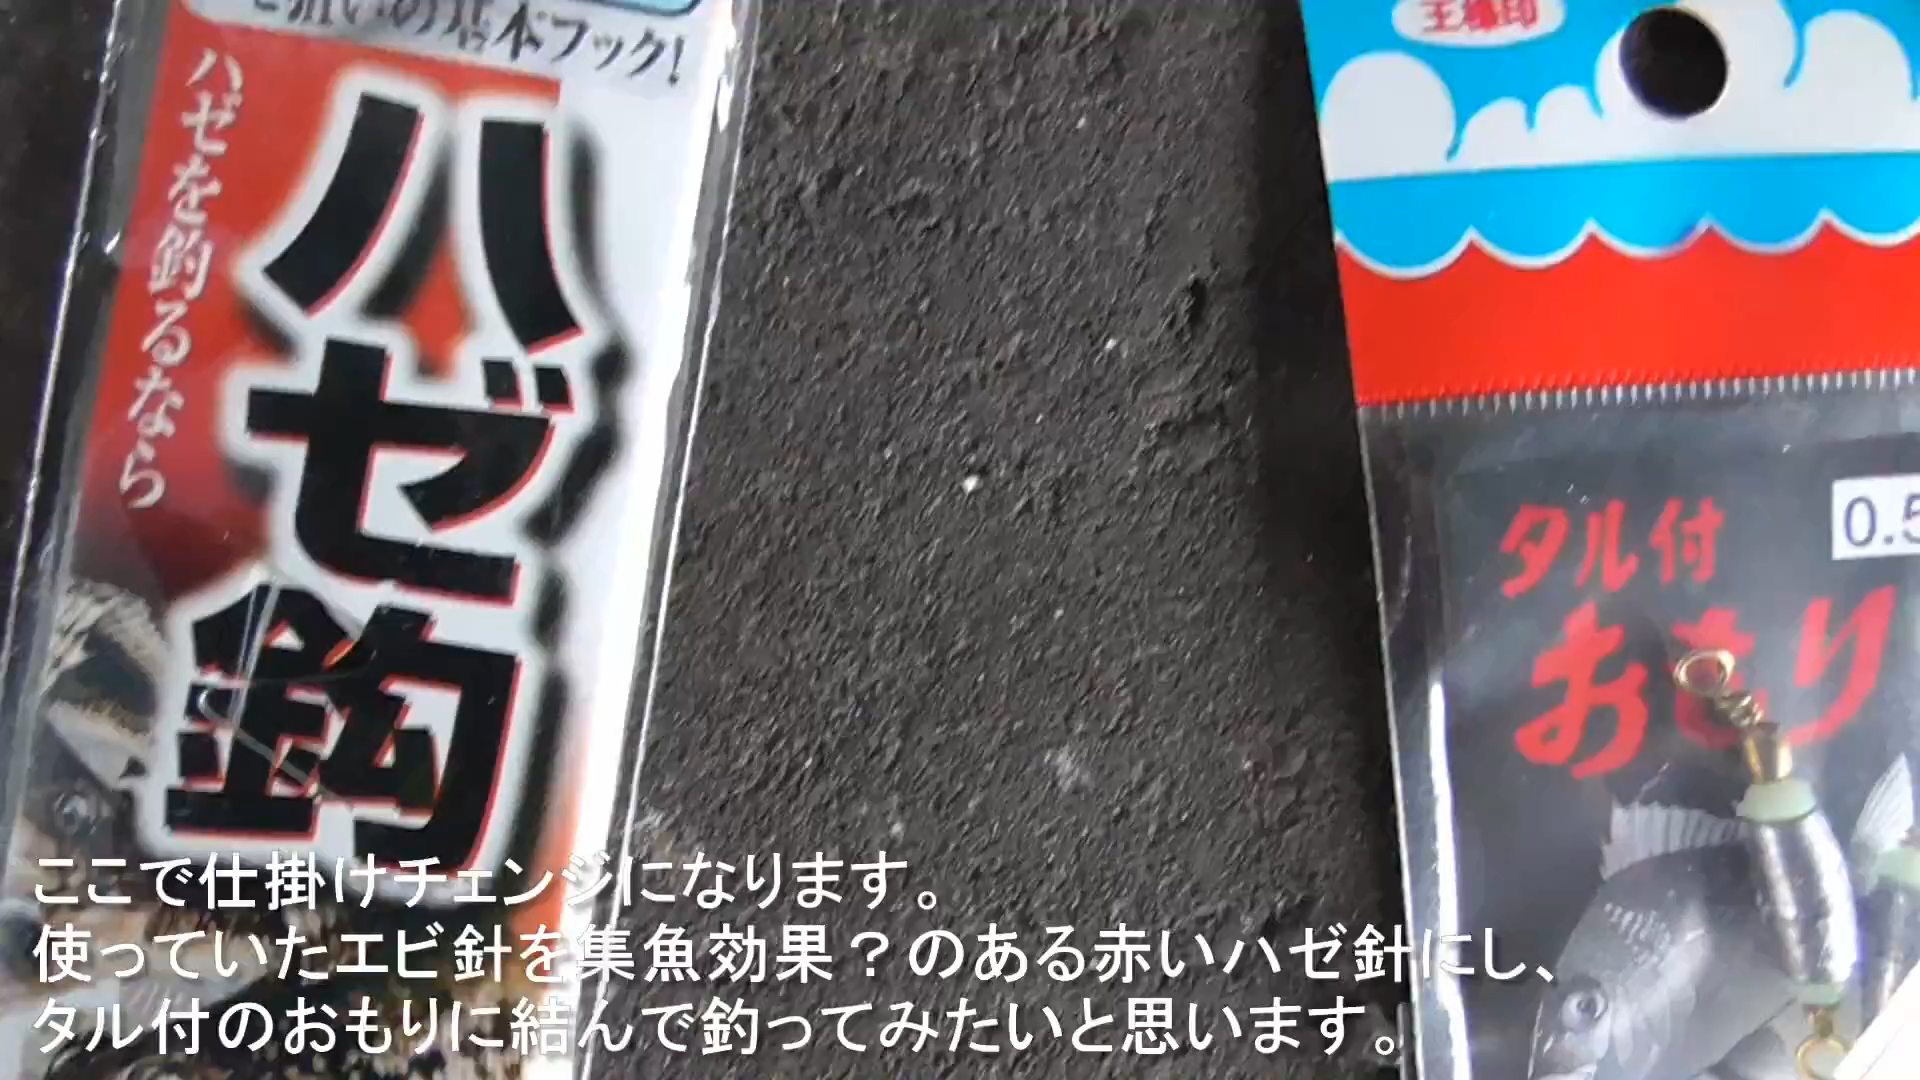 狙いの基本フック!
ハゼを釣るなら
ハゼ鈎
タル付
おもり
ここで仕掛けチェンジになります。
使っていたエビ針を集魚効果？のある赤いハゼ針にし、
タル付のおもりに結んで釣ってみたいと思います。